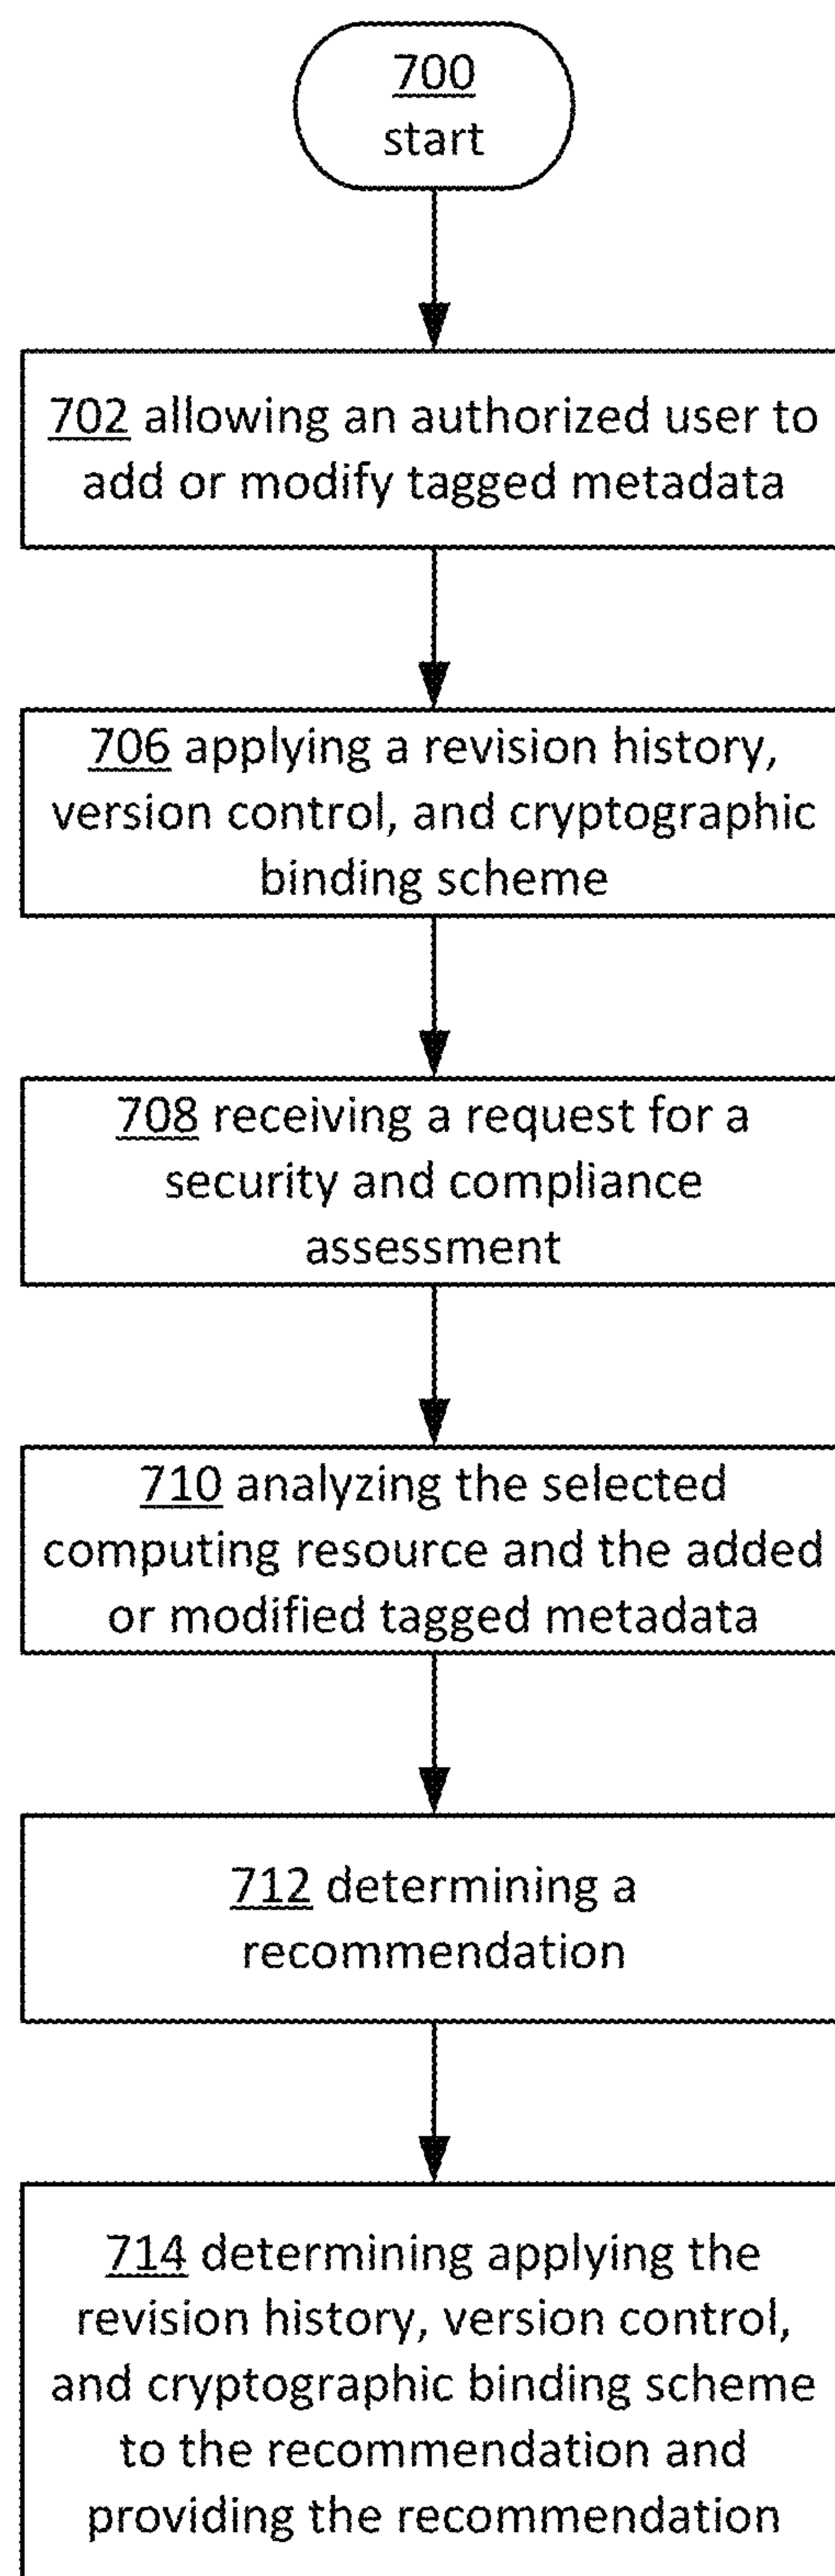 700
start
702 allowing an authorized user to
add or modify tagged metadata
706 applying a revision history,
version control, and cryptographic
binding scheme
708 receiving a request for a
security and compliance
assessment
710 analyzing the selected
computing resource and the added
or modified tagged metadata
712 determining a
recommendation
714 determining applying the
revision history, version control,
and cryptographic binding scheme
to the recommendation and
providing the recommendation